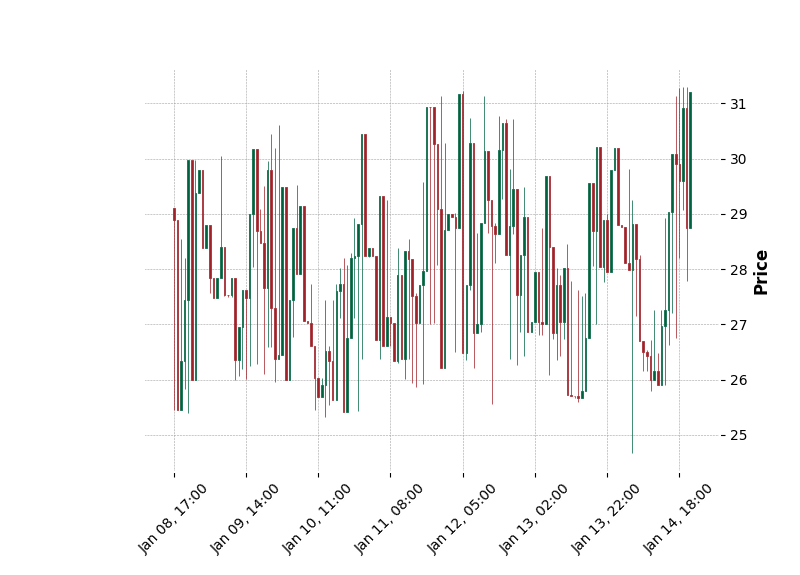 31
30
29
28
27
26
25
Price
Jan 08, 17:00
Jan 09, 14:00
Jan 10, 11:00
Jan 11, 08:00
Jan 12, 05:00
Jan 13, 02:00
Jan 13, 22:00
Jan 14, 18:00